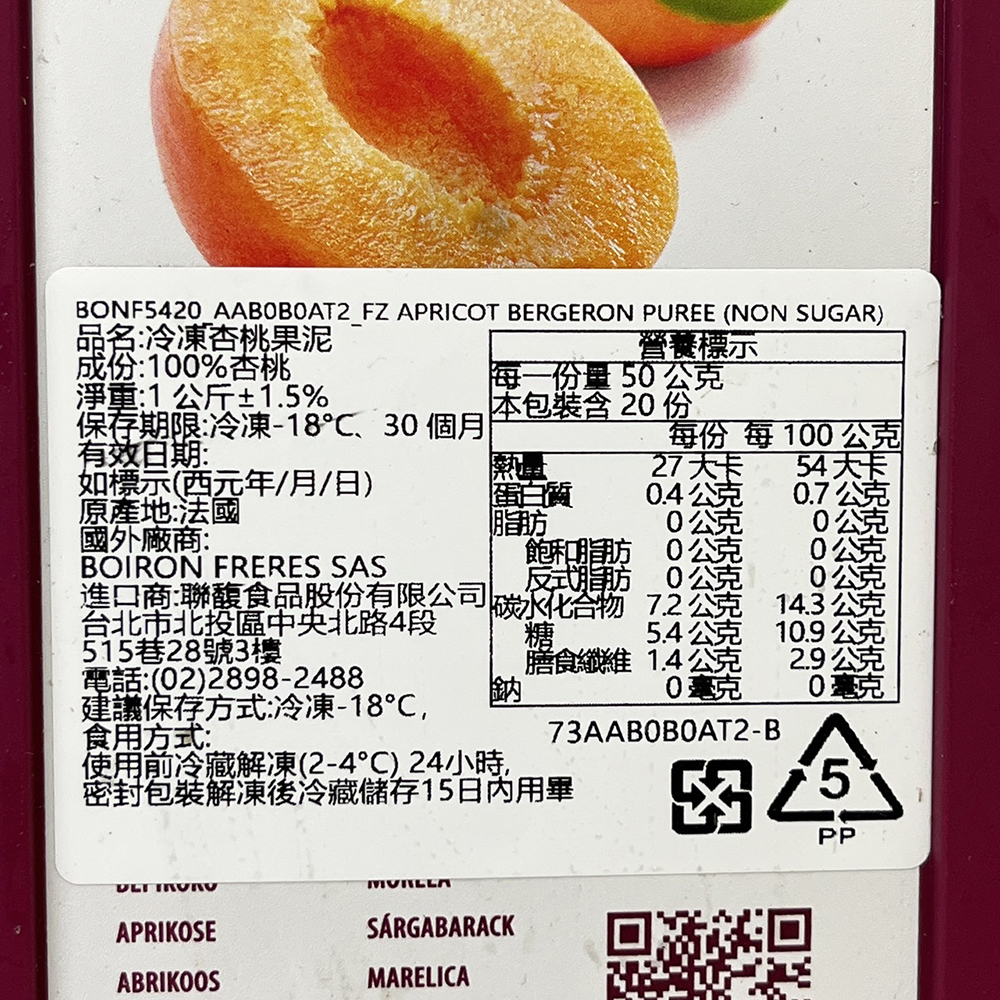 BONF5420_AAB0B0AT2_FZ APRICOT BERGERON PUREE (NON SUGAR)
品名:冷凍杏桃果泥
成份:100%杏桃
淨重:1 公斤±1.5%
保存期限:冷凍-18°C、30 個月
有效日期:
如標示(西元年/月/日)
原產地:法國
國外廠商:
BOIRON FRERES SAS
進口商:聯馥食品股份有限公司
台北市北投區中央北路4段
515巷28號3樓
電話:(02)2898-2488
建議保存方式:冷凍-18°C,
食用方式:
使用前冷藏解凍(2-4°C) 24小時,
密封包裝解凍後冷藏儲存15日內用畢
營養標示
每一份量 50 公克
本包裝含 20 份
每份 每 100 公克
熱量 27 大卡 54 大卡
蛋白質 0.4 公克 0.7 公克
脂肪 0 公克 0 公克
飽和脂肪 0 公克 0 公克
反式脂肪 0 公克 0 公克
碳水化合物 7.2 公克 14.3 公克
糖 5.4 公克 10.9 公克
膳食纖維 1.4 公克 2.9 公克
鈉 0 毫克 0 毫克
73AAB0B0AT2-B
5
PP
APRIKOSE
SÁRGABARACK
ABRIKOOS
MARELICA